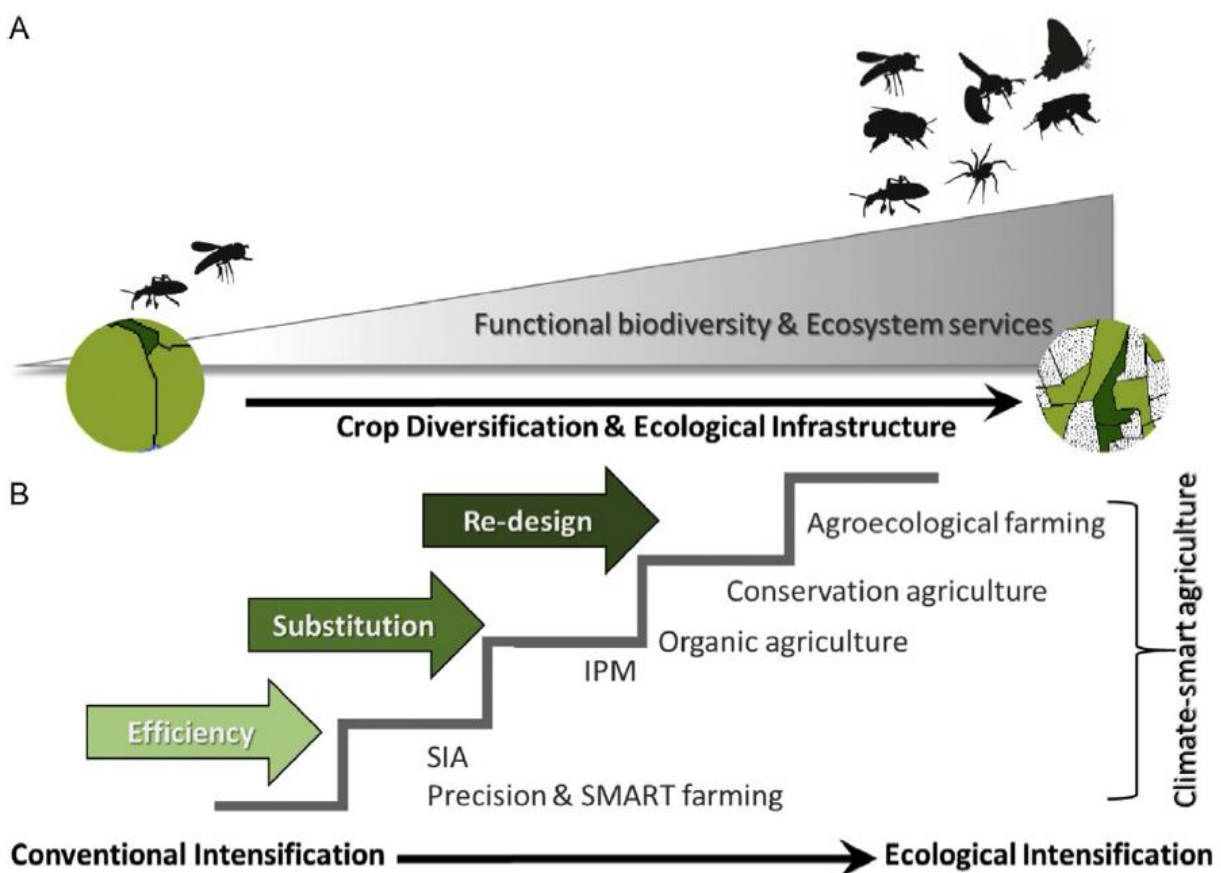 A
Functional biodiversity & Ecosystem services
Crop Diversification & Ecological Infrastructure
B
Re-design
Agroecological farming
Conservation agriculture
Substitution
Organic agriculture
IPM
Efficiency
SIA
Precision & SMART farming
Climate-smart agriculture
Conventional Intensification
Ecological Intensification